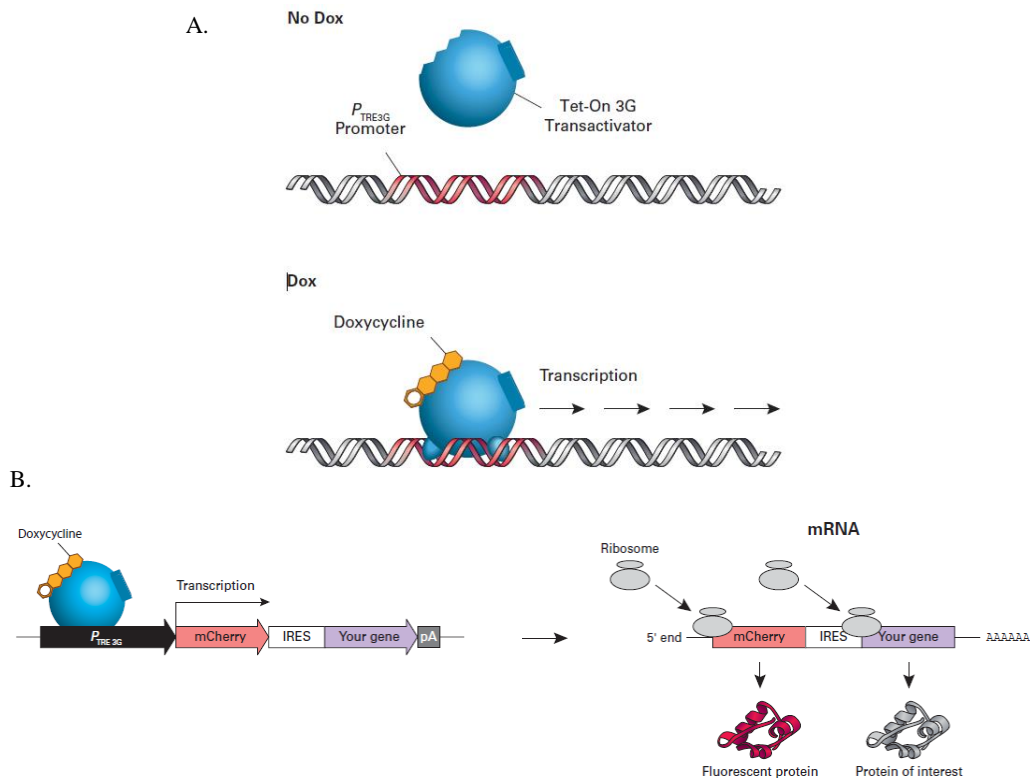 A.
No Dox
P TRE3G
Promoter
Tet-On 3G
Transactivator
Dox
Doxycycline
Transcription
B.
Doxycycline
Transcription
P TRE 3G
mCherry
IRES
Your gene
pA
mRNA
Ribosome
5' end
mCherry
IRES
Your gene
AAAAAA
Fluorescent protein
Protein of interest